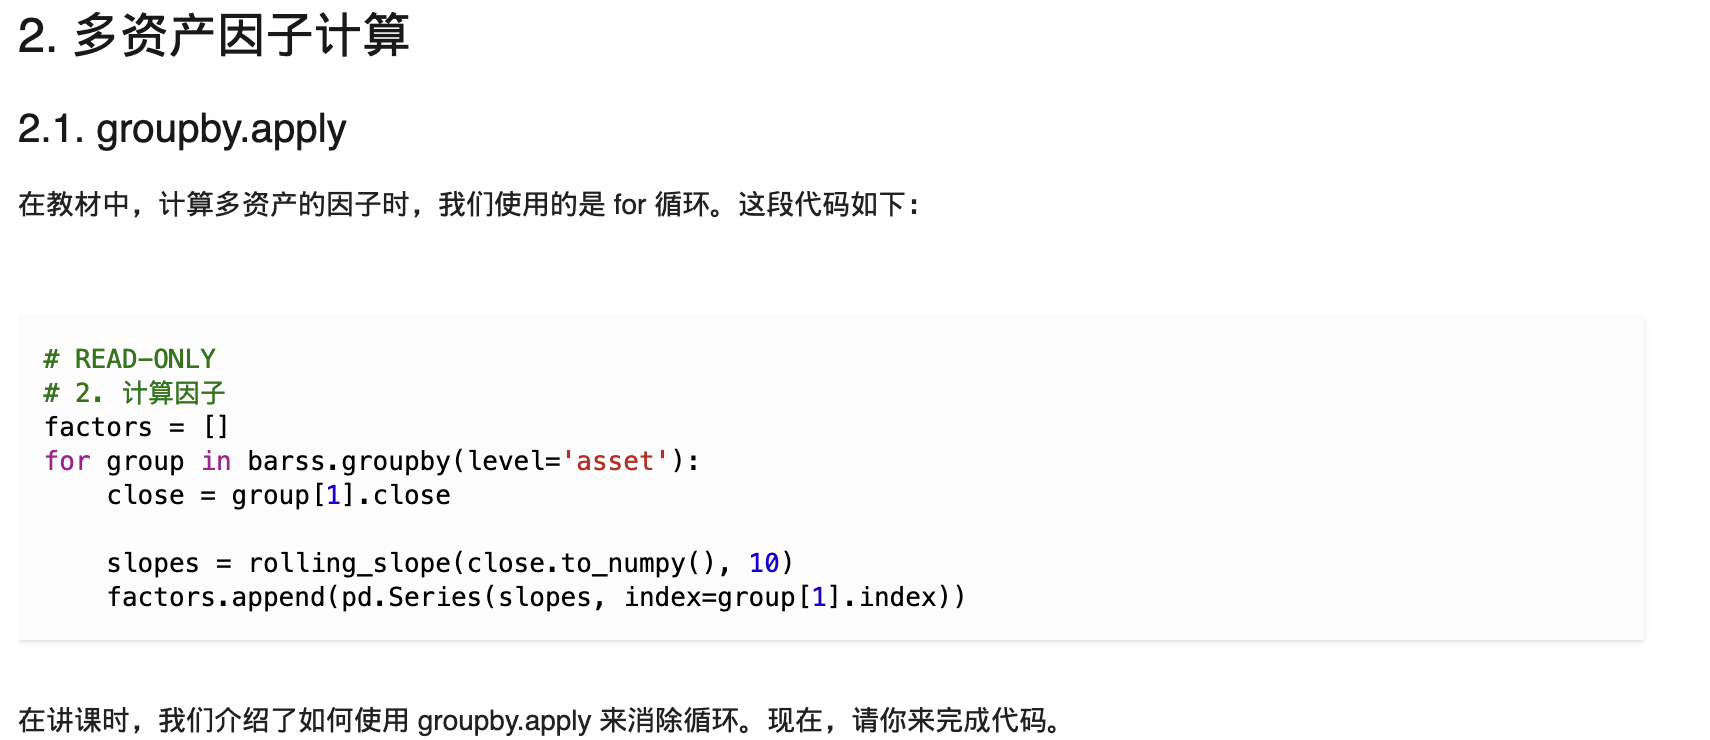 2. 多资产因子计算
2.1. groupby.apply
在教材中，计算多资产的因子时，我们使用的是 for 循环。这段代码如下：
# READ-ONLY
# 2. 计算因子
factors = []
for group in barss.groupby(level='asset'):
    close = group[1].close
    slopes = rolling_slope(close.to_numpy(), 10)
    factors.append(pd.Series(slopes, index=group[1].index))
在讲课时，我们介绍了如何使用 groupby.apply 来消除循环。现在，请你来完成代码。